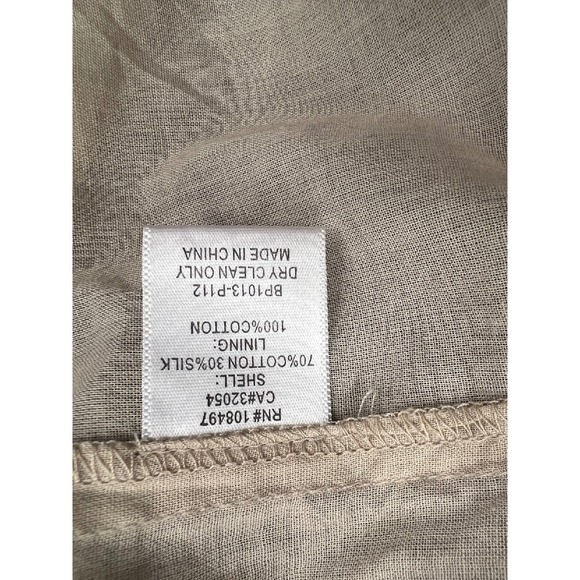 RN# 108497
CA#32054
SHELL:
70%COTTON 30%SILK
LINING:
100%COTTON
BP1013-P112
DRY CLEAN ONLY
MADE IN CHINA